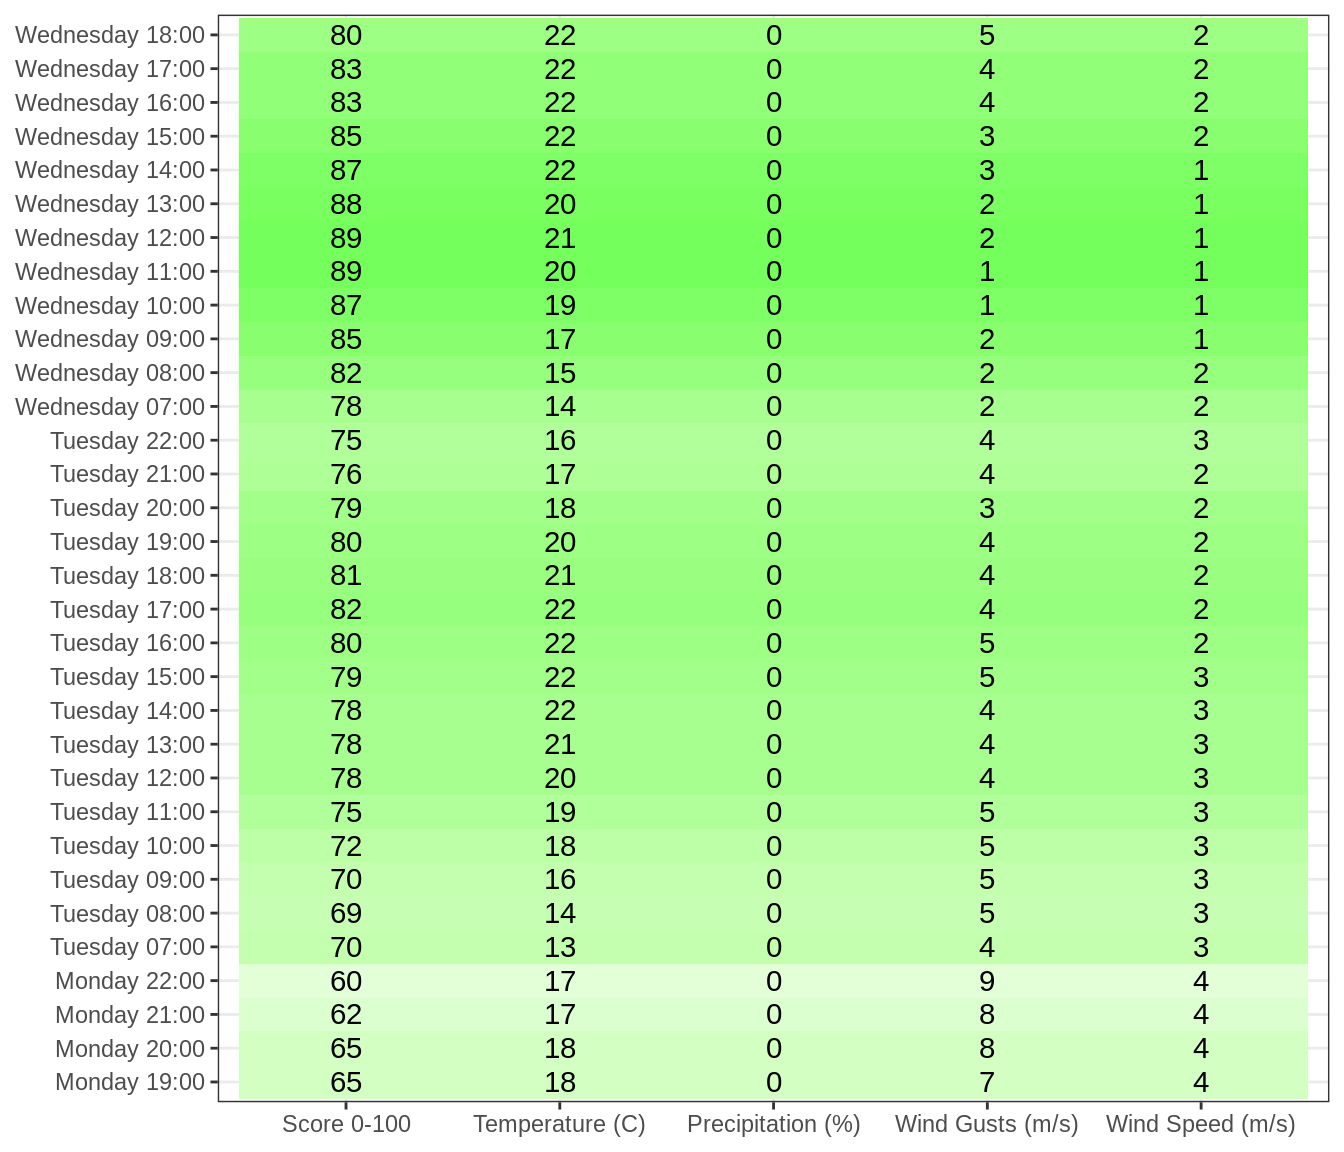 Wednesday 18:00 80 22 0 5 2
Wednesday 17:00 83 22 0 4 2
Wednesday 16:00 83 22 0 4 2
Wednesday 15:00 85 22 0 3 2
Wednesday 14:00 87 22 0 3 1
Wednesday 13:00 88 20 0 2 1
Wednesday 12:00 89 21 0 2 1
Wednesday 11:00 89 20 0 1 1
Wednesday 10:00 87 19 0 1 1
Wednesday 09:00 85 17 0 2 1
Wednesday 08:00 82 15 0 2 2
Wednesday 07:00 78 14 0 2 2
Tuesday 22:00 75 16 0 4 3
Tuesday 21:00 76 17 0 4 2
Tuesday 20:00 79 18 0 3 2
Tuesday 19:00 80 20 0 4 2
Tuesday 18:00 81 21 0 4 2
Tuesday 17:00 82 22 0 4 2
Tuesday 16:00 80 22 0 5 2
Tuesday 15:00 79 22 0 5 3
Tuesday 14:00 78 22 0 4 3
Tuesday 13:00 78 21 0 4 3
Tuesday 12:00 78 20 0 4 3
Tuesday 11:00 75 19 0 5 3
Tuesday 10:00 72 18 0 5 3
Tuesday 09:00 70 16 0 5 3
Tuesday 08:00 69 14 0 5 3
Tuesday 07:00 70 13 0 4 3
Monday 22:00 60 17 0 9 4
Monday 21:00 62 17 0 8 4
Monday 20:00 65 18 0 8 4
Monday 19:00 65 18 0 7 4
Score 0-100 Temperature (C) Precipitation (%) Wind Gusts (m/s) Wind Speed (m/s)